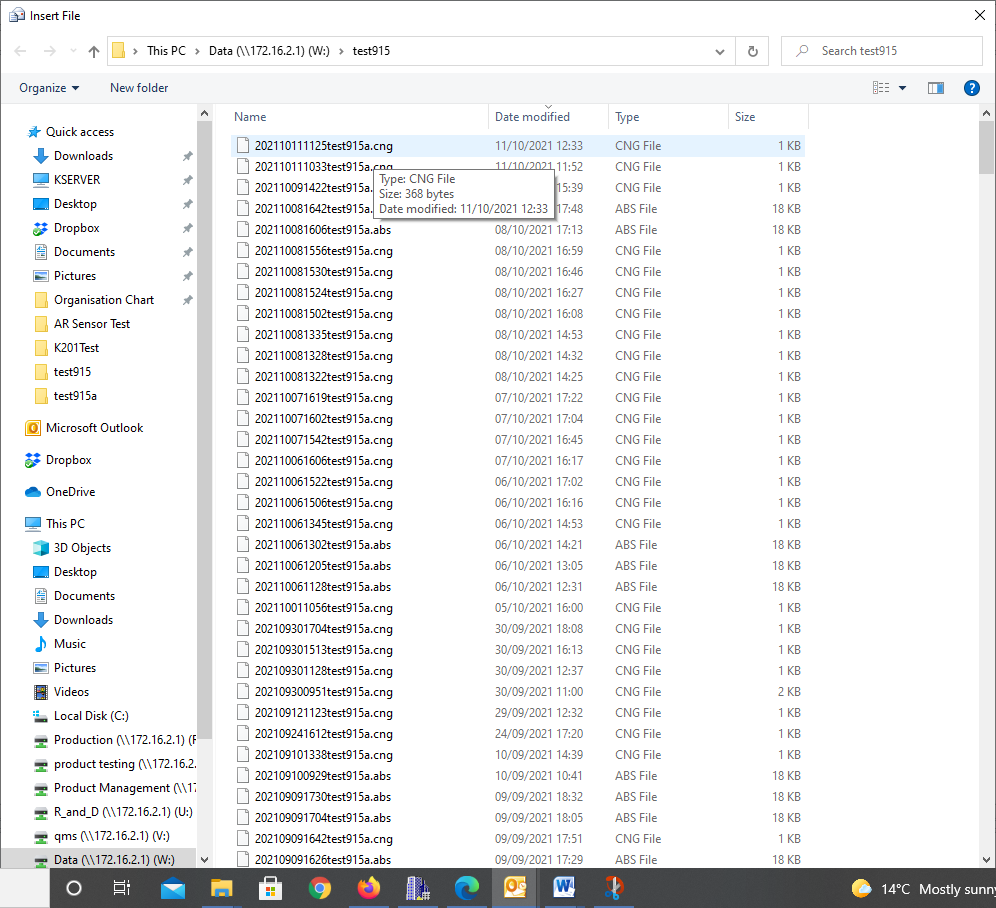 Insert File
This PC > Data (\\172.16.2.1) (W:) > test915
Search test915
Organize
New folder
Quick access
Downloads
KSERVER
Desktop
Dropbox
Documents
Pictures
Organisation Chart
AR Sensor Test
K201Test
test915
test915a
Microsoft Outlook
Dropbox
OneDrive
This PC
3D Objects
Desktop
Documents
Downloads
Music
Pictures
Videos
Local Disk (C:)
Production (\\172.16.2.1) (
product testing (\\172.16.2.
Product Management (\\17
R_and_D (\\172.16.2.1) (U:)
qms (\\172.16.2.1) (V:)
Data (\\172.16.2.1) (W:)
Name Date modified Type Size
202110111125test915a.cng 11/10/2021 12:33 CNG File 1 KB
202110111033test915a.cng 11/10/2021 11:52 CNG File 1 KB
202110091422test915a. 15:39 CNG File 1 KB
202110081642test915a. 17:48 ABS File 18 KB
Type: CNG File
Size: 368 bytes
Date modified: 11/10/2021 12:33
202110081606test915a.abs 08/10/2021 17:13 ABS File 18 KB
202110081556test915a.cng 08/10/2021 16:59 CNG File 1 KB
202110081530test915a.cng 08/10/2021 16:46 CNG File 1 KB
202110081524test915a.cng 08/10/2021 16:27 CNG File 1 KB
202110081502test915a.cng 08/10/2021 16:08 CNG File 1 KB
202110081335test915a.cng 08/10/2021 14:53 CNG File 1 KB
202110081328test915a.cng 08/10/2021 14:32 CNG File 1 KB
202110081322test915a.cng 08/10/2021 14:25 CNG File 1 KB
202110071619test915a.cng 07/10/2021 17:22 CNG File 1 KB
202110071602test915a.cng 07/10/2021 17:04 CNG File 1 KB
202110071542test915a.cng 07/10/2021 16:45 CNG File 1 KB
202110061606test915a.cng 07/10/2021 16:17 CNG File 1 KB
202110061522test915a.cng 06/10/2021 17:02 CNG File 1 KB
202110061506test915a.cng 06/10/2021 16:16 CNG File 1 KB
202110061345test915a.cng 06/10/2021 14:53 CNG File 1 KB
202110061302test915a.abs 06/10/2021 14:21 ABS File 18 KB
202110061205test915a.abs 06/10/2021 13:05 ABS File 18 KB
202110061128test915a.abs 06/10/2021 12:31 ABS File 18 KB
202110011056test915a.cng 05/10/2021 16:00 CNG File 1 KB
202109301704test915a.cng 30/09/2021 18:08 CNG File 1 KB
202109301513test915a.cng 30/09/2021 16:13 CNG File 1 KB
202109301128test915a.cng 30/09/2021 12:37 CNG File 1 KB
202109300951test915a.cng 30/09/2021 11:00 CNG File 2 KB
202109121123test915a.cng 29/09/2021 12:32 CNG File 1 KB
202109241612test915a.cng 24/09/2021 17:20 CNG File 1 KB
202109101338test915a.cng 10/09/2021 14:39 CNG File 1 KB
202109100929test915a.abs 10/09/2021 10:41 ABS File 18 KB
202109091730test915a.abs 09/09/2021 18:32 ABS File 18 KB
202109091704test915a.abs 09/09/2021 18:05 ABS File 18 KB
202109091642test915a.cng 09/09/2021 17:51 CNG File 1 KB
202109091626test915a.abs 09/09/2021 17:29 ABS File 18 KB
14°C Mostly sunny